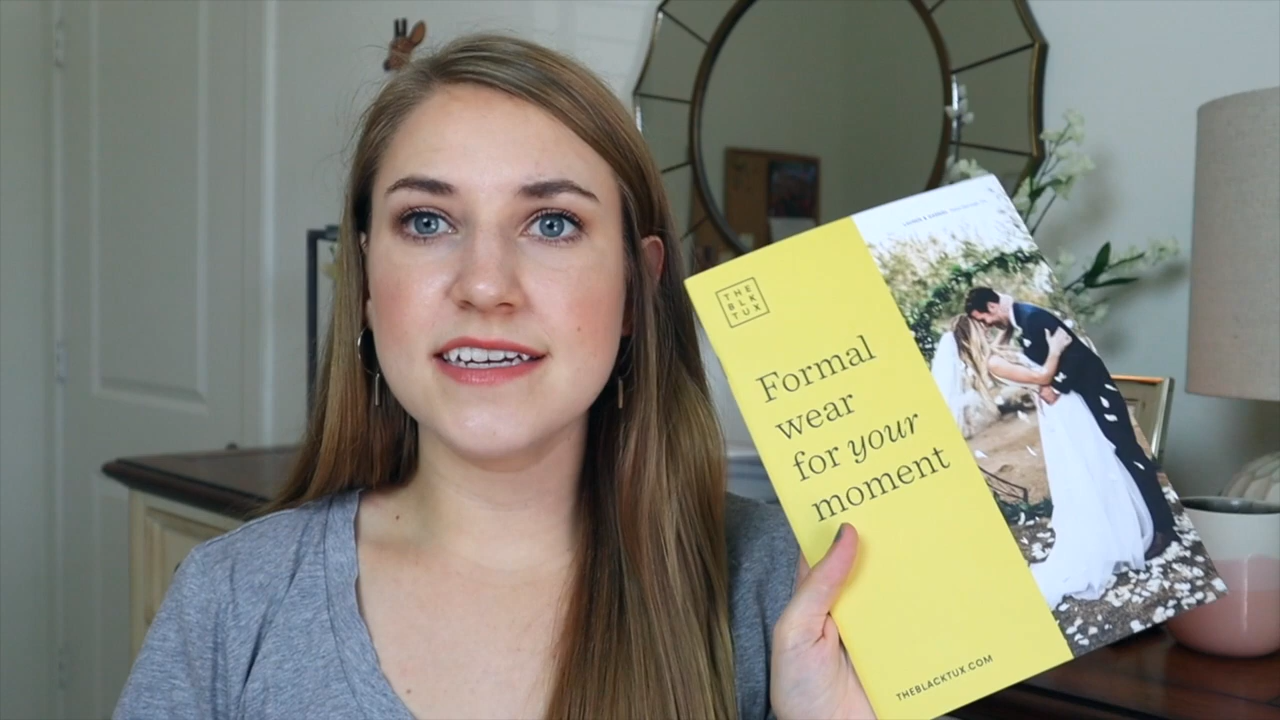 THE
BLK
TUX
Formal
wear
for your
moment
THEBLACKTUX.COM